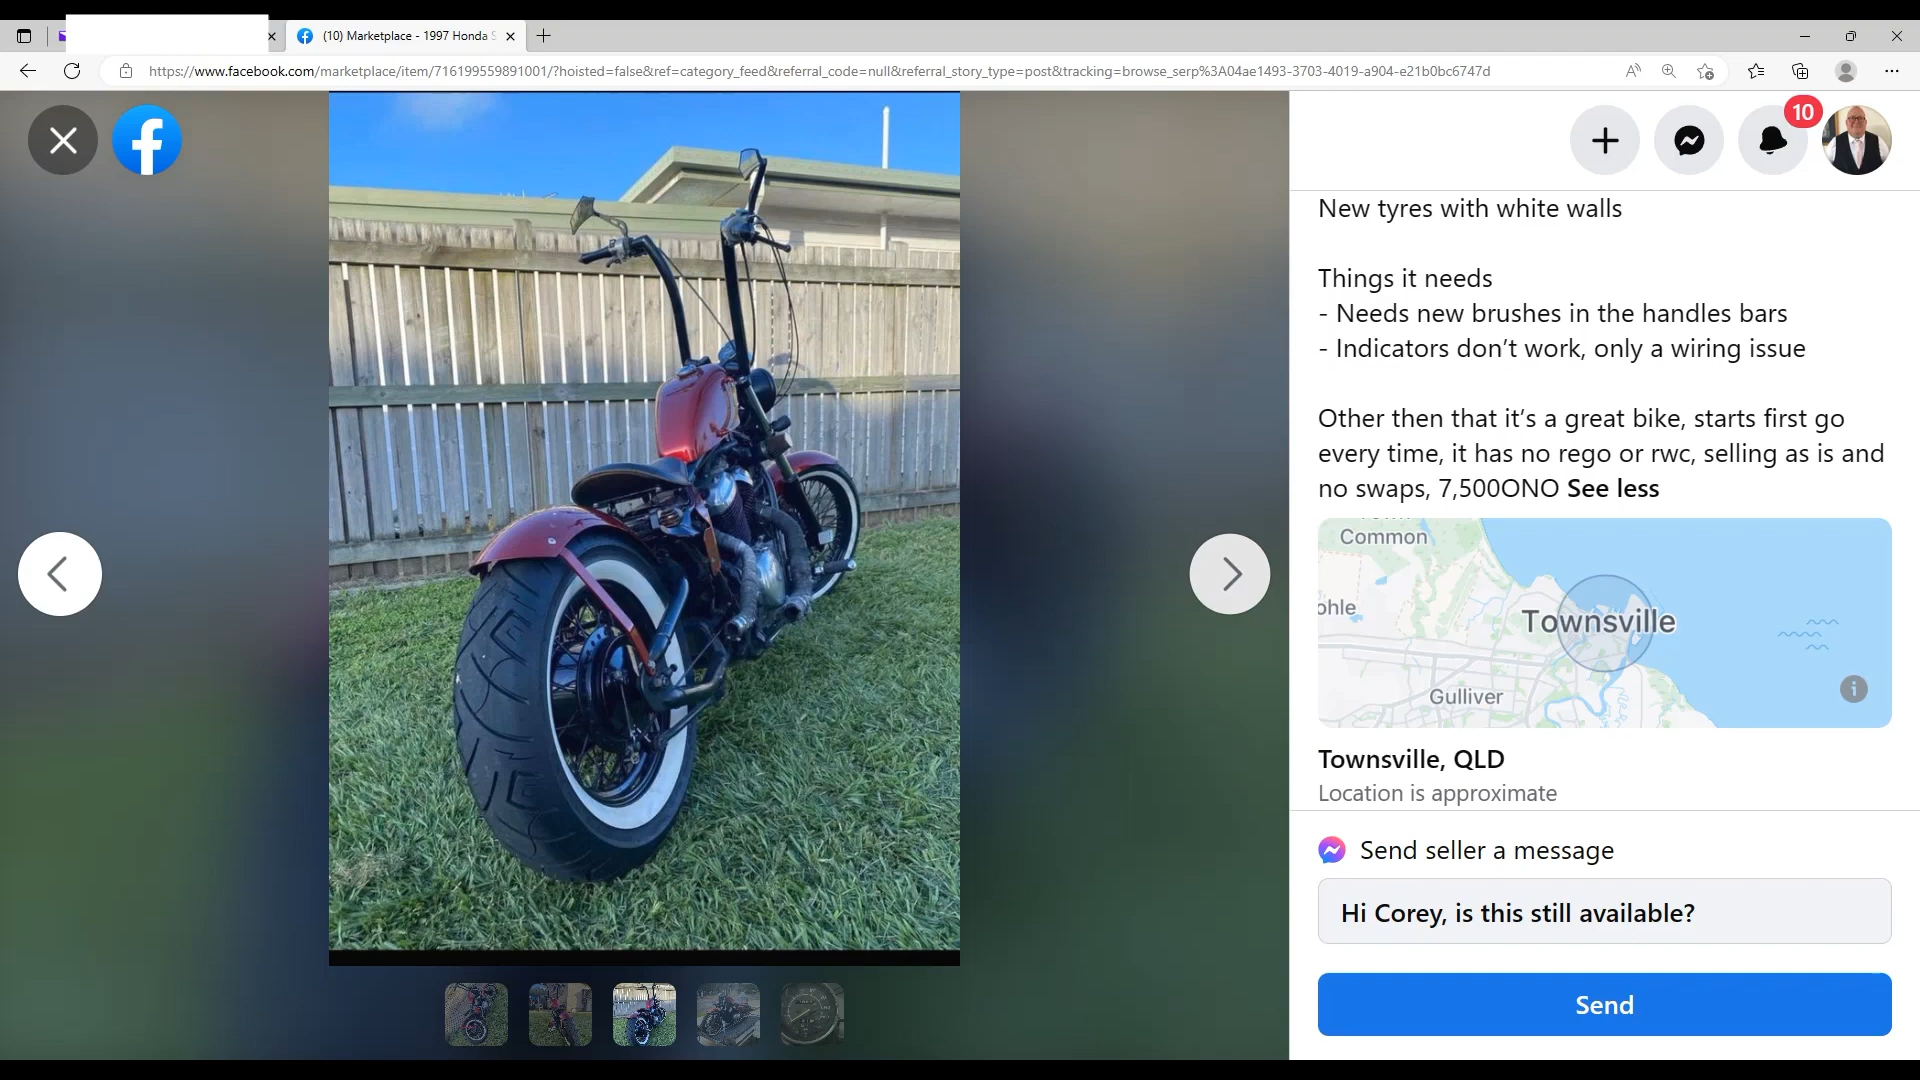 (10) Marketplace - 1997 Honda S
https://www.facebook.com/marketplace/item/716199559891001/?hoisted=false&ref=category_feed&referral_code=null&referral_story_type=post&tracking=browse_serp%3A04ae1493-3703-4019-a904-e21b0bc6747d
10
New tyres with white walls
Things it needs
- Needs new brushes in the handles bars
- Indicators don’t work, only a wiring issue
Other then that it’s a great bike, starts first go
every time, it has no rego or rwc, selling as is and
no swaps, 7,500ONO See less
Common
ohle
Townsville
Gulliver
Townsville, QLD
Location is approximate
Send seller a message
Hi Corey, is this still available?
Send